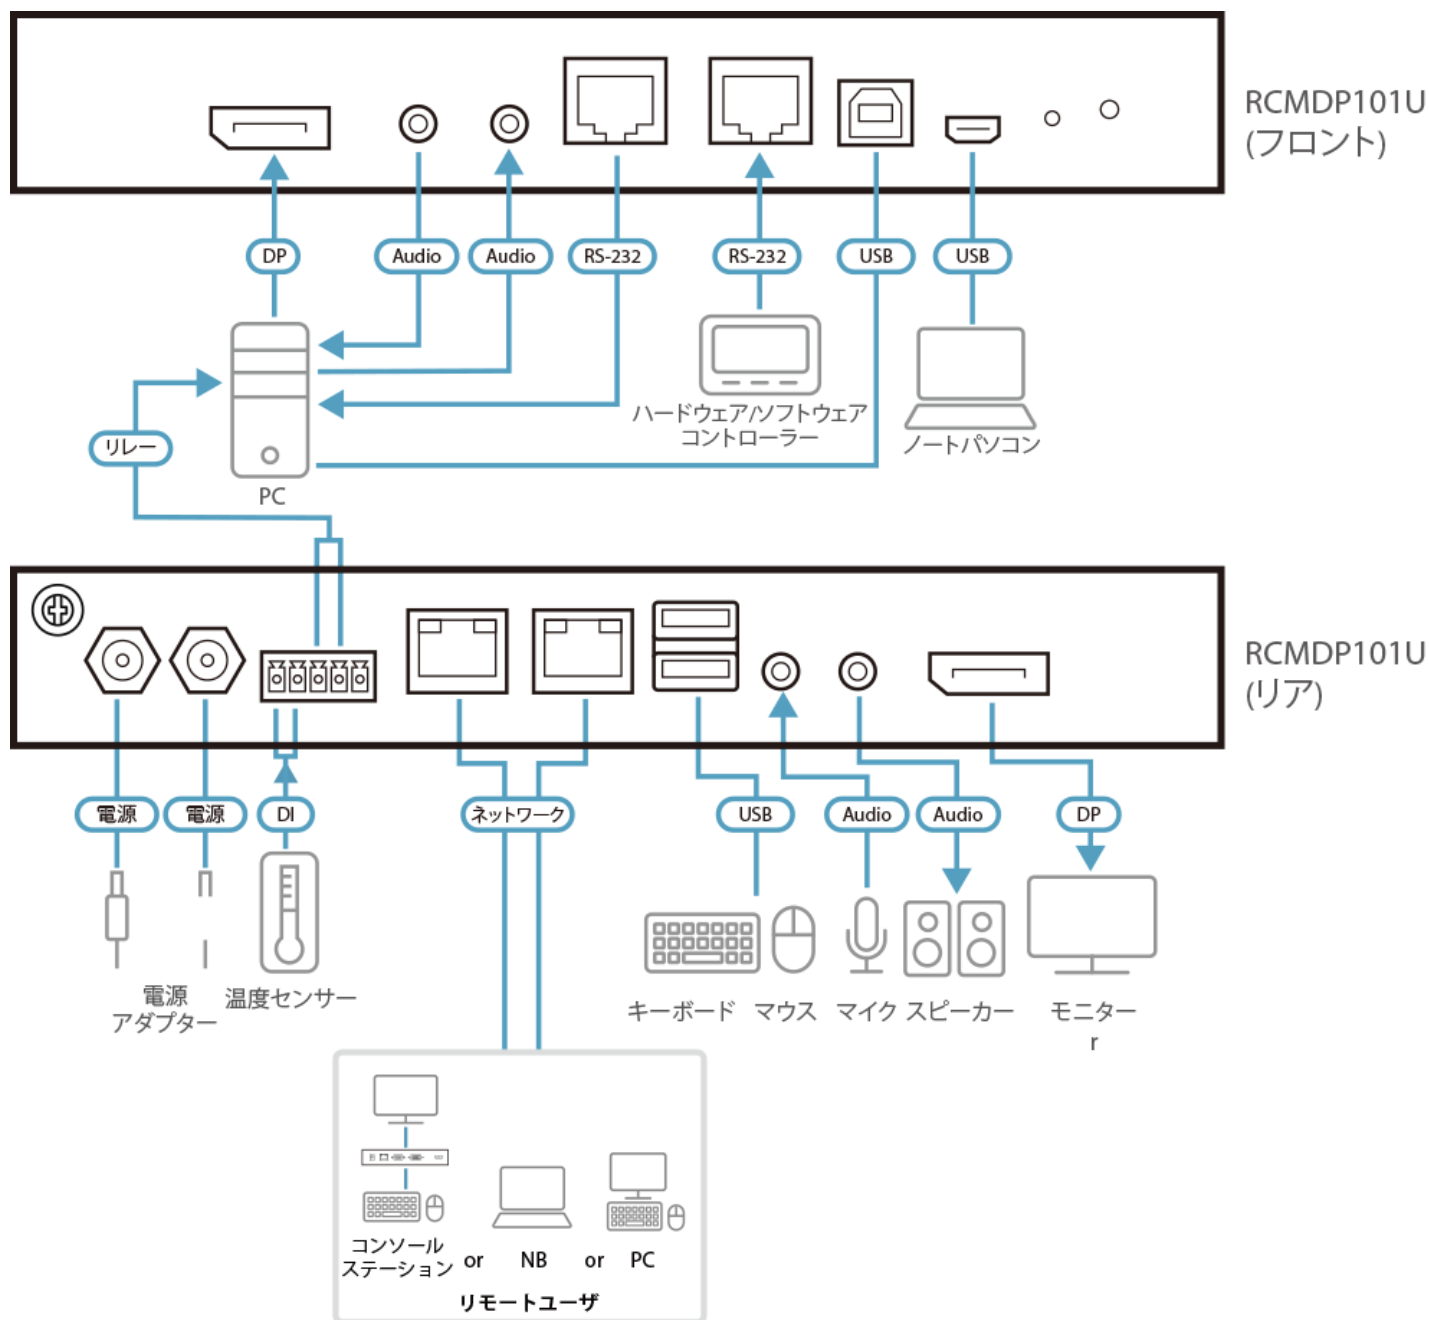 RCMDP101U
(フロント)
DP
Audio
Audio
RS-232
RS-232
USB
USB
ハードウェア/ソフトウェア
コントローラー
ノートパソコン
リレー
PC
RCMDP101U
(リア)
電源
電源
DI
ネットワーク
USB
Audio
Audio
DP
電源
アダプター
温度センサー
キーボード
マウス
マイク
スピーカー
モニター
r
コンソール
ステーション
or
NB
or
PC
リモートユーザ